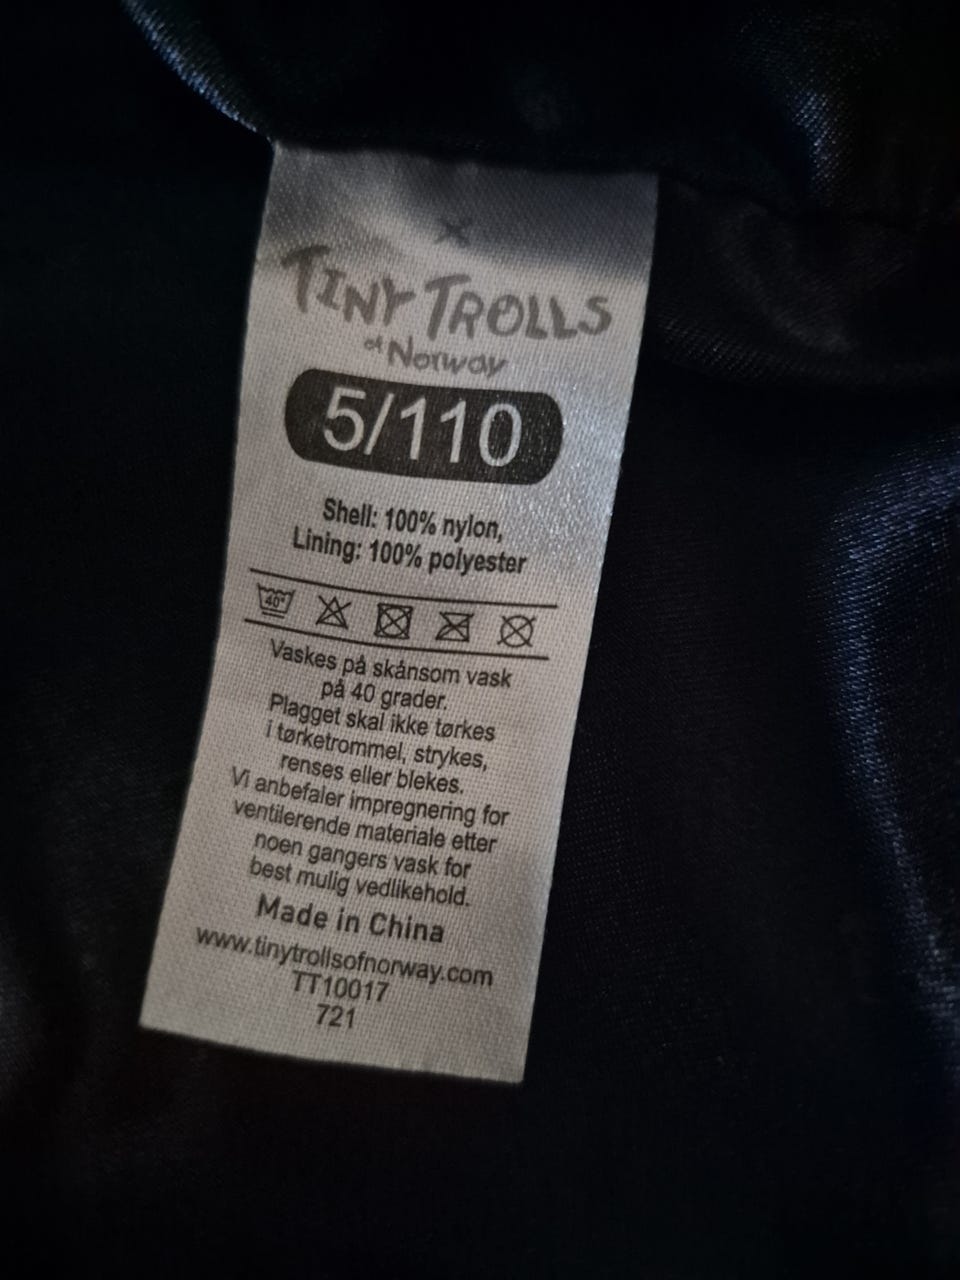 TINY TROLLS
of Norway
5/110
Shell: 100% nylon,
Lining: 100% polyester
40°
Vaskes på skånsom vask
på 40 grader.
Plagget skal ikke tørkes
i tørketrommel, strykes,
renses eller blekes.
Vi anbefaler impregnering for
ventilerende materiale etter
noen gangers vask for
best mulig vedlikehold.
Made in China
www.tinytrollsofnorway.com
TT10017
721